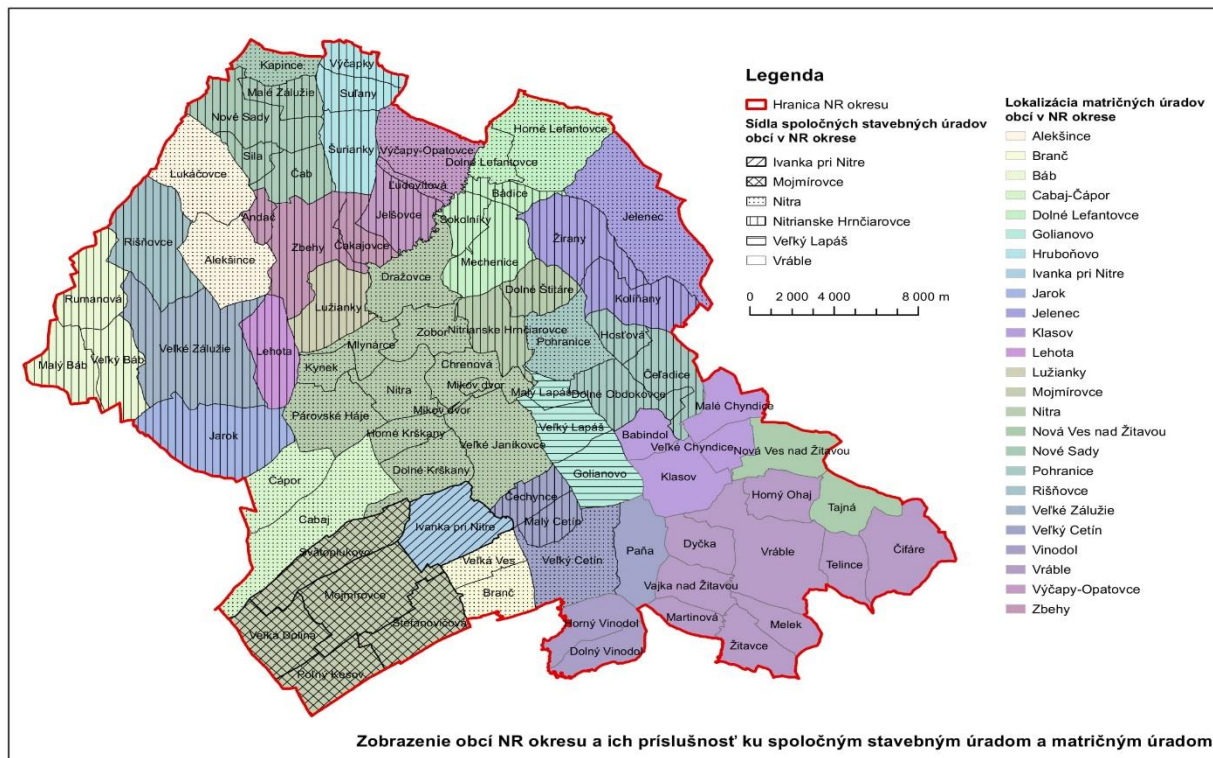 Kapince
Výčapky
Malé Zálužie
Suľany
Nové Sady
Horné Lefantovce
Šurianky
Výčapy-Opatovce
Dolné Lefantovce
Sila
Lukáčovce
Čab
Ľudovítová
Bádice
Jelenec
Andač
Jelšovce
Sokolníky
Rišňovce
Zbehy
Čakajovce
Žirany
Alekšince
Mechenice
Dražovce
Rumanová
Lužianky
Dolné Štitáre
Kolíňany
Veľké Zálužie
Lehota
Zobor
Nitrianske Hrnčiarovce
Hosťová
Mlynárce
Pohranice
Malý Báb
Veľký Báb
Kynek
Chrenová
Čeľadice
Nitra
Mikov dvor
Malý Lapáš
Dolné Obdokovce
Párovské Háje
Mikov dvor
Malé Chyndice
Jarok
Horné Krškany
Veľký Lapáš
Babindol
Veľké Janíkovce
Veľké Chyndice
Nová Ves nad Žitavou
Dolné Krškany
Golianovo
Klasov
Čápor
Horný Ohaj
Čechynce
Tajná
Cabaj
Malý Cetín
Ivanka pri Nitre
Svätoplukovo
Dyčka
Čifáre
Veľká Ves
Veľký Cetín
Paňa
Vráble
Telince
Mojmírovce
Branč
Vajka nad Žitavou
Štefanovičová
Horný Vinodol
Martinová
Melek
Veľká Dolina
Žitavce
Dolný Vinodol
Poľný Kesov
Legenda
Hranica NR okresu
Sídla spoločných stavebných úradov
obcí v NR okrese
Ivanka pri Nitre
Mojmírovce
Nitra
Nitrianske Hrnčiarovce
Veľký Lapáš
Vráble
0 2 000 4 000 8 000 m
Lokalizácia matričných úradov
obcí v NR okrese
Alekšince
Branč
Báb
Cabaj-Čápor
Dolné Lefantovce
Golianovo
Hruboňovo
Ivanka pri Nitre
Jarok
Jelenec
Klasov
Lehota
Lužianky
Mojmírovce
Nitra
Nová Ves nad Žitavou
Nové Sady
Pohranice
Rišňovce
Veľké Zálužie
Veľký Cetín
Vinodol
Vráble
Výčapy-Opatovce
Zbehy
Zobrazenie obcí NR okresu a ich príslušnosť ku spoločným stavebným úradom a matričným úradom